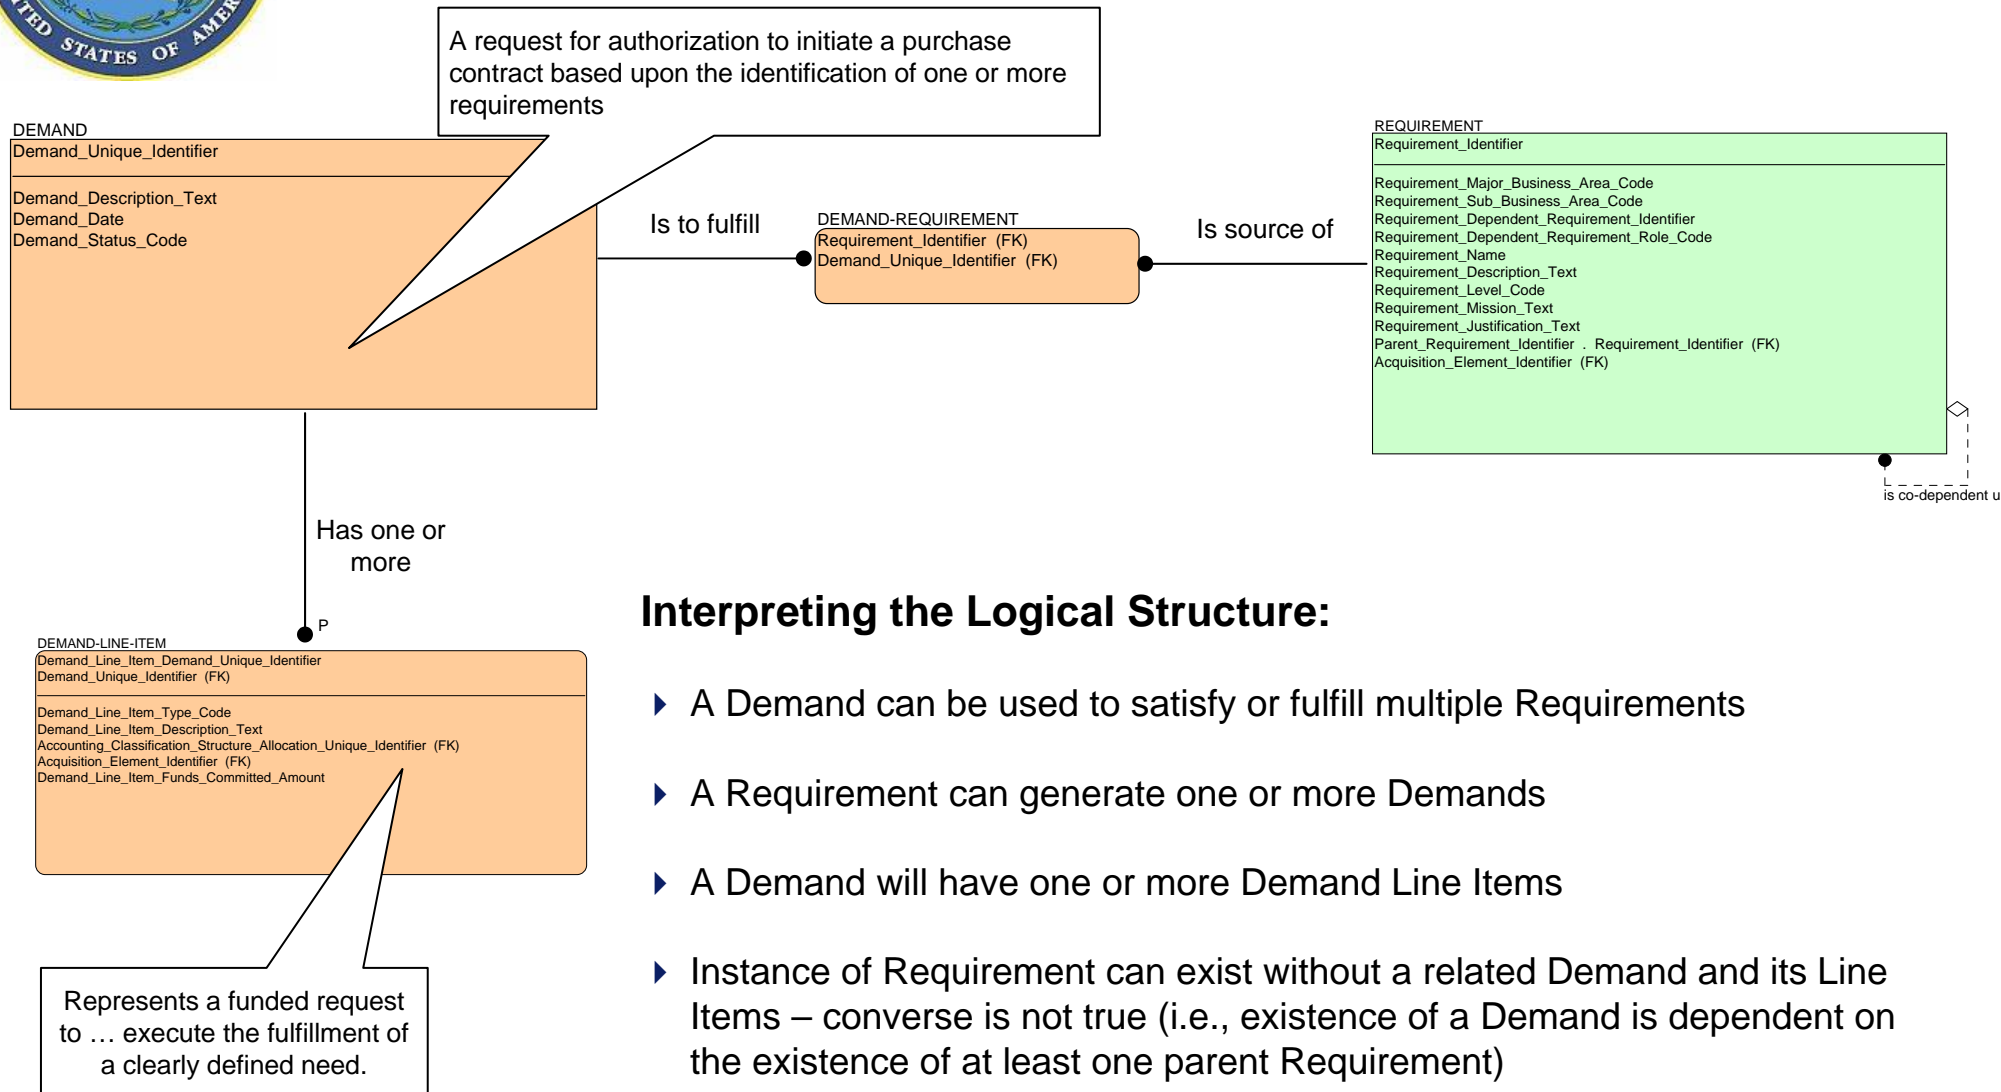 STATES OF
A request for authorization to initiate a purchase
contract based upon the identification of one or more
requirements
DEMAND
Demand_Unique_Identifier
Demand_Description_Text
Demand_Date
Demand_Status_Code
Is to fulfill
DEMAND-REQUIREMENT
Requirement_Identifier (FK)
Demand_Unique_Identifier (FK)
Is source of
REQUIREMENT
Requirement_Identifier
Requirement_Major_Business_Area_Code
Requirement_Sub_Business_Area_Code
Requirement_Dependent_Requirement_Identifier
Requirement_Dependent_Requirement_Role_Code
Requirement_Name
Requirement_Description_Text
Requirement_Level_Code
Requirement_Mission_Text
Requirement_Justification_Text
Parent_Requirement_Identifier . Requirement_Identifier (FK)
Acquisition_Element_Identifier (FK)
is co-dependent u
Has one or
more
P
DEMAND-LINE-ITEM
Demand_Line_Item_Demand_Unique_Identifier
Demand_Unique_Identifier (FK)
Demand_Line_Item_Type_Code
Demand_Line_Item_Description_Text
Accounting_Classification_Structure_Allocation_Unique_Identifier (FK)
Acquisition_Element_Identifier (FK)
Demand_Line_Item_Funds_Committed_Amount
Represents a funded request
to … execute the fulfillment of
a clearly defined need.
Interpreting the Logical Structure:
A Demand can be used to satisfy or fulfill multiple Requirements
A Requirement can generate one or more Demands
A Demand will have one or more Demand Line Items
Instance of Requirement can exist without a related Demand and its Line
Items – converse is not true (i.e., existence of a Demand is dependent on
the existence of at least one parent Requirement)